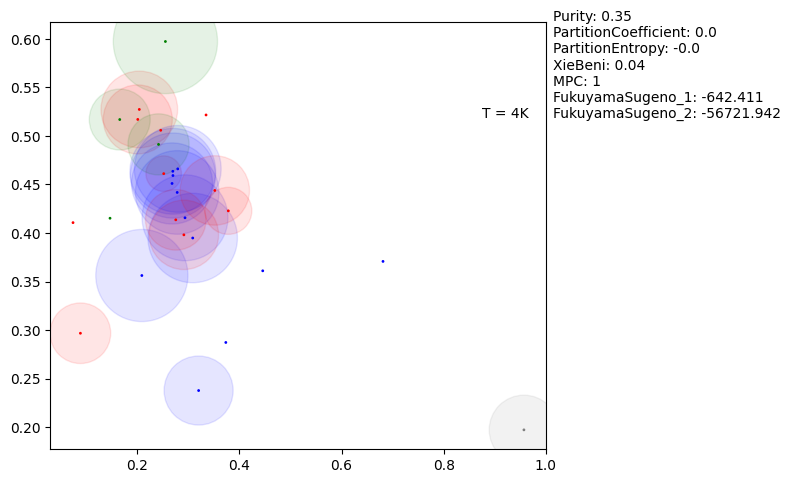 Purity: 0.35
PartitionCoefficient: 0.0
PartitionEntropy: -0.0
XieBeni: 0.04
MPC: 1
FukuyamaSugeno_1: -642.411
FukuyamaSugeno_2: -56721.942
T = 4K
0.60
0.55
0.50
0.45
0.40
0.35
0.30
0.25
0.20
0.2 0.4 0.6 0.8 1.0